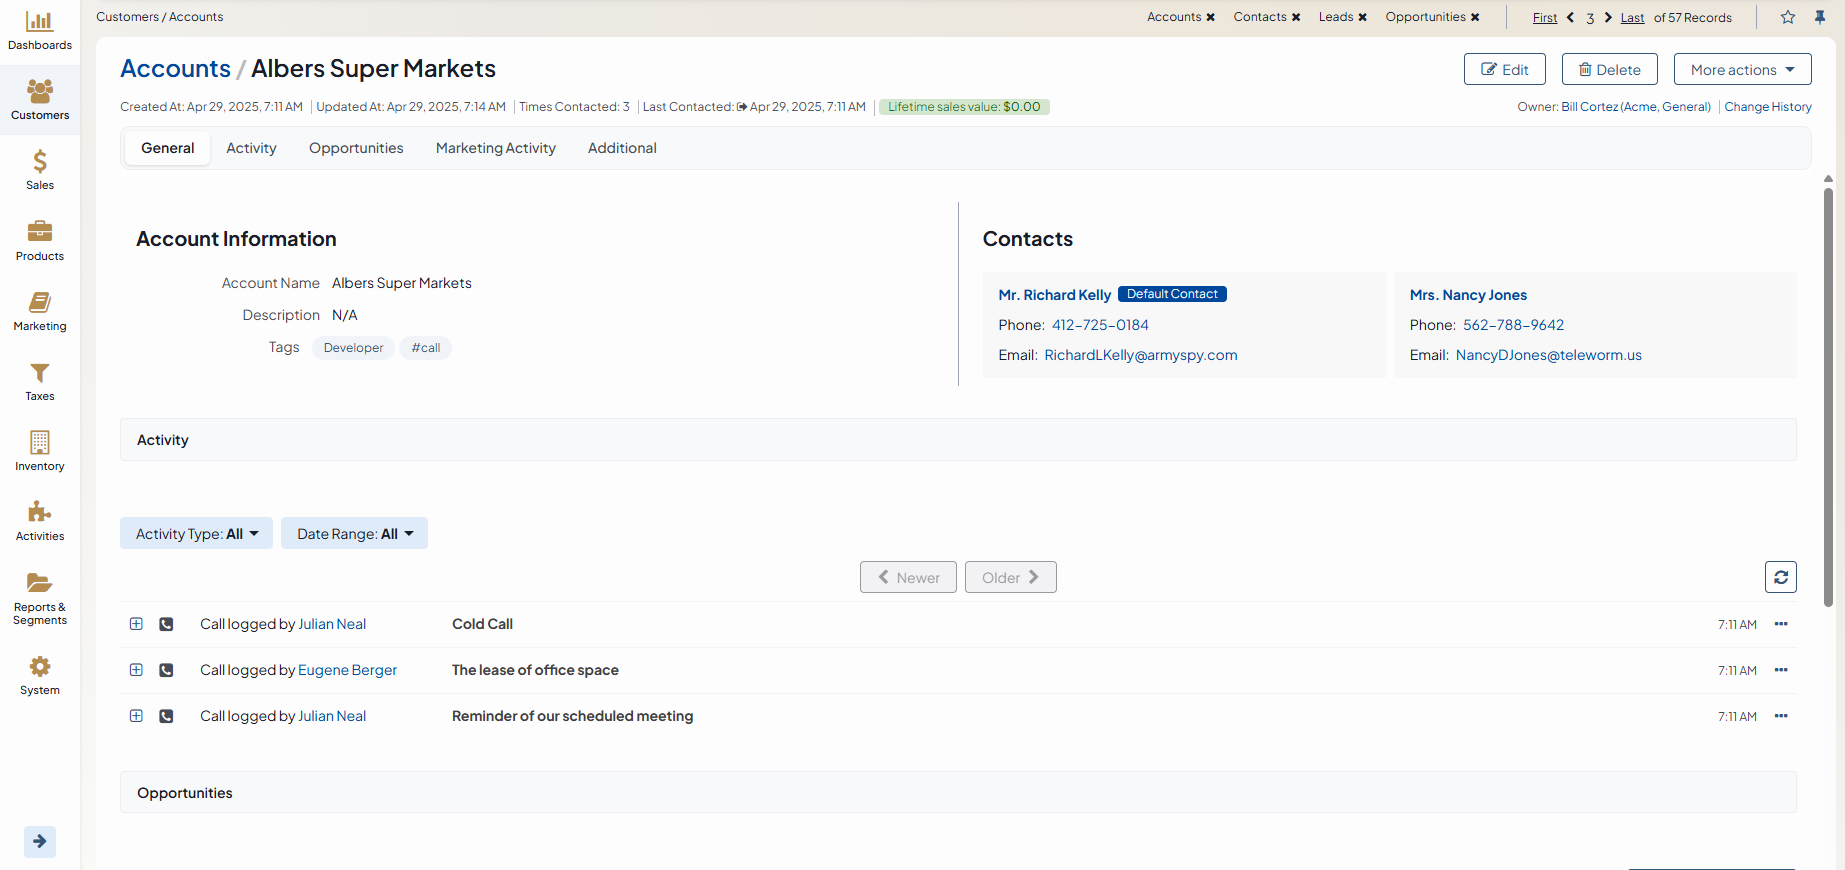 Customers / Accounts
Accounts ✖ Contacts ✖ Leads ✖ Opportunities ✖ First 3 Last of 57 Records
Dashboards
Customers
Sales
Products
Marketing
Taxes
Inventory
Activities
Reports &
Segments
System
Accounts / Albers Super Markets
Edit Delete More actions
Created At: Apr 29, 2025, 7:11 AM Updated At: Apr 29, 2025, 7:14 AM Times Contacted: 3 Last Contacted: Apr 29, 2025, 7:11 AM Lifetime sales value: $0.00 Owner: Bill Cortez (Acme, General) Change History
General Activity Opportunities Marketing Activity Additional
Account Information
Account Name Albers Super Markets
Description N/A
Tags Developer #call
Contacts
Mr. Richard Kelly Default Contact
Phone: 412-725-0184
Email: RichardLKelly@armyspy.com
Mrs. Nancy Jones
Phone: 562-788-9642
Email: NancyDJones@teleworm.us
Activity
Activity Type: All Date Range: All
Newer Older
Call logged by Julian Neal Cold Call 7:11 AM
Call logged by Eugene Berger The lease of office space 7:11 AM
Call logged by Julian Neal Reminder of our scheduled meeting 7:11 AM
Opportunities